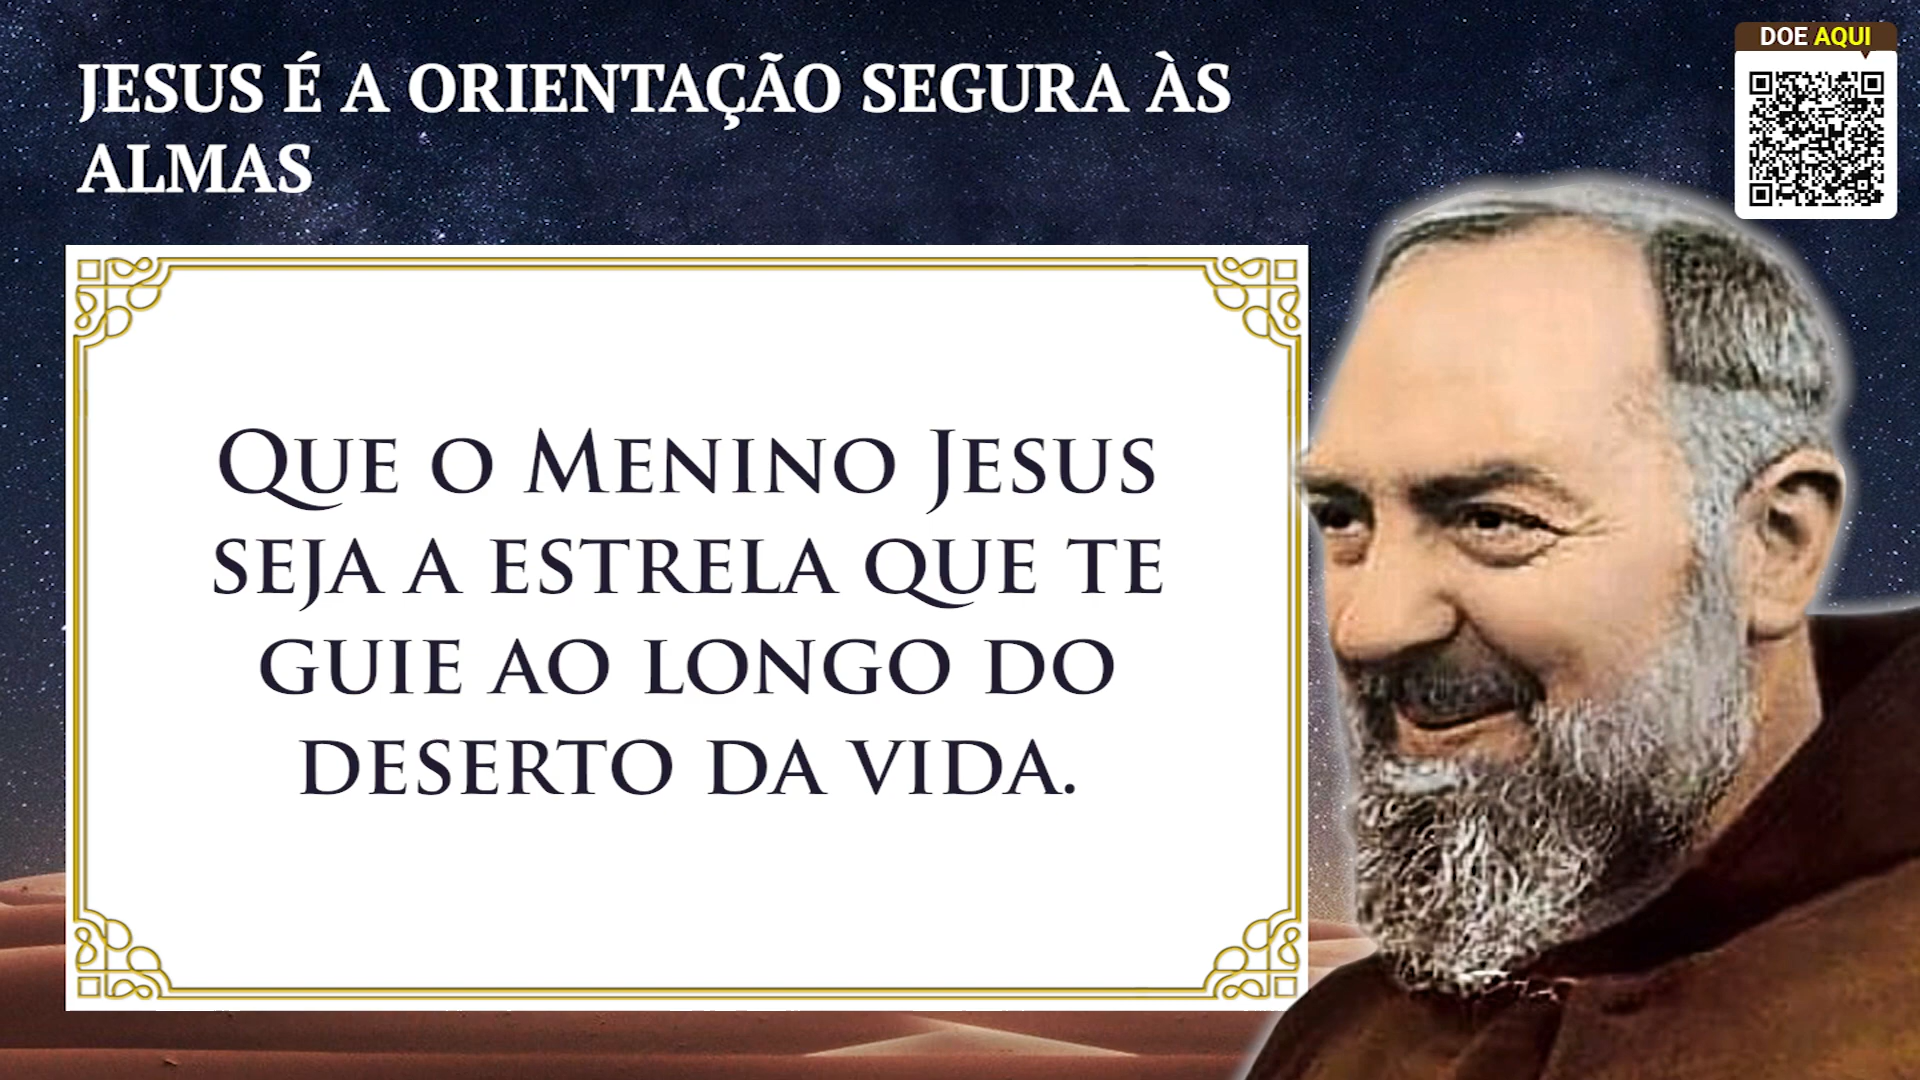 JESUS É A ORIENTAÇÃO SEGURA ÀS
ALMAS
DOE AQUI
QUE O MENINO JESUS
SEJA A ESTRELA QUE TE
GUIE AO LONGO DO
DESERTO DA VIDA.